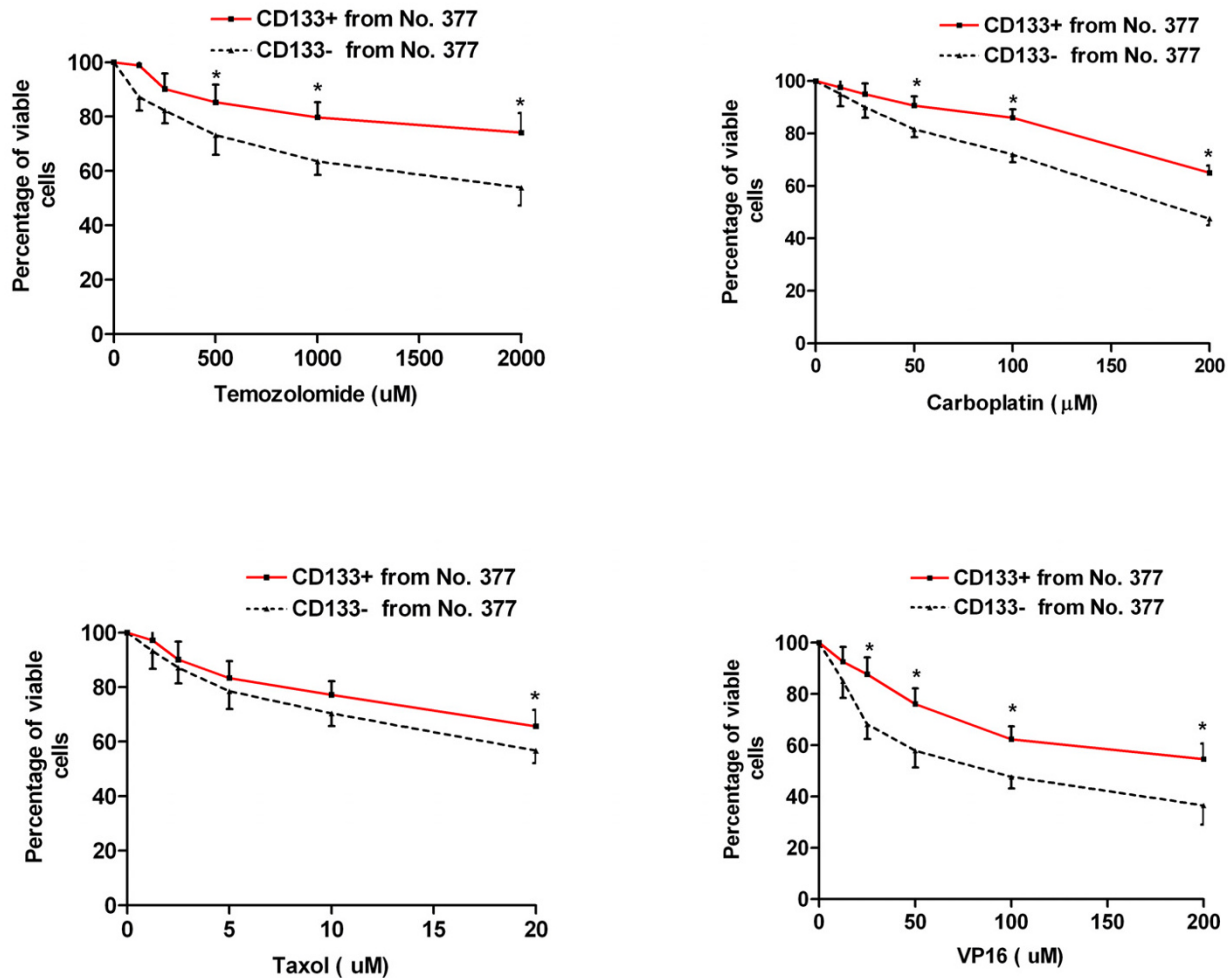 CD133+ from No. 377
CD133- from No. 377
*
*
*
100
80
60
40
20
0
Percentage of viable
cells
0 500 1000 1500 2000
Temozolomide (uM)
CD133+ from No. 377
CD133- from No. 377
*
*
*
100
80
60
40
20
0
Percentage of viable
cells
0 50 100 150 200
Carboplatin ( μM)
CD133+ from No. 377
CD133- from No. 377
*
100
80
60
40
20
0
Percentage of viable
cells
0 5 10 15 20
Taxol ( uM)
CD133+ from No. 377
CD133- from No. 377
*
*
*
*
100
80
60
40
20
0
Percentage of viable
cells
0 50 100 150 200
VP16 ( uM)